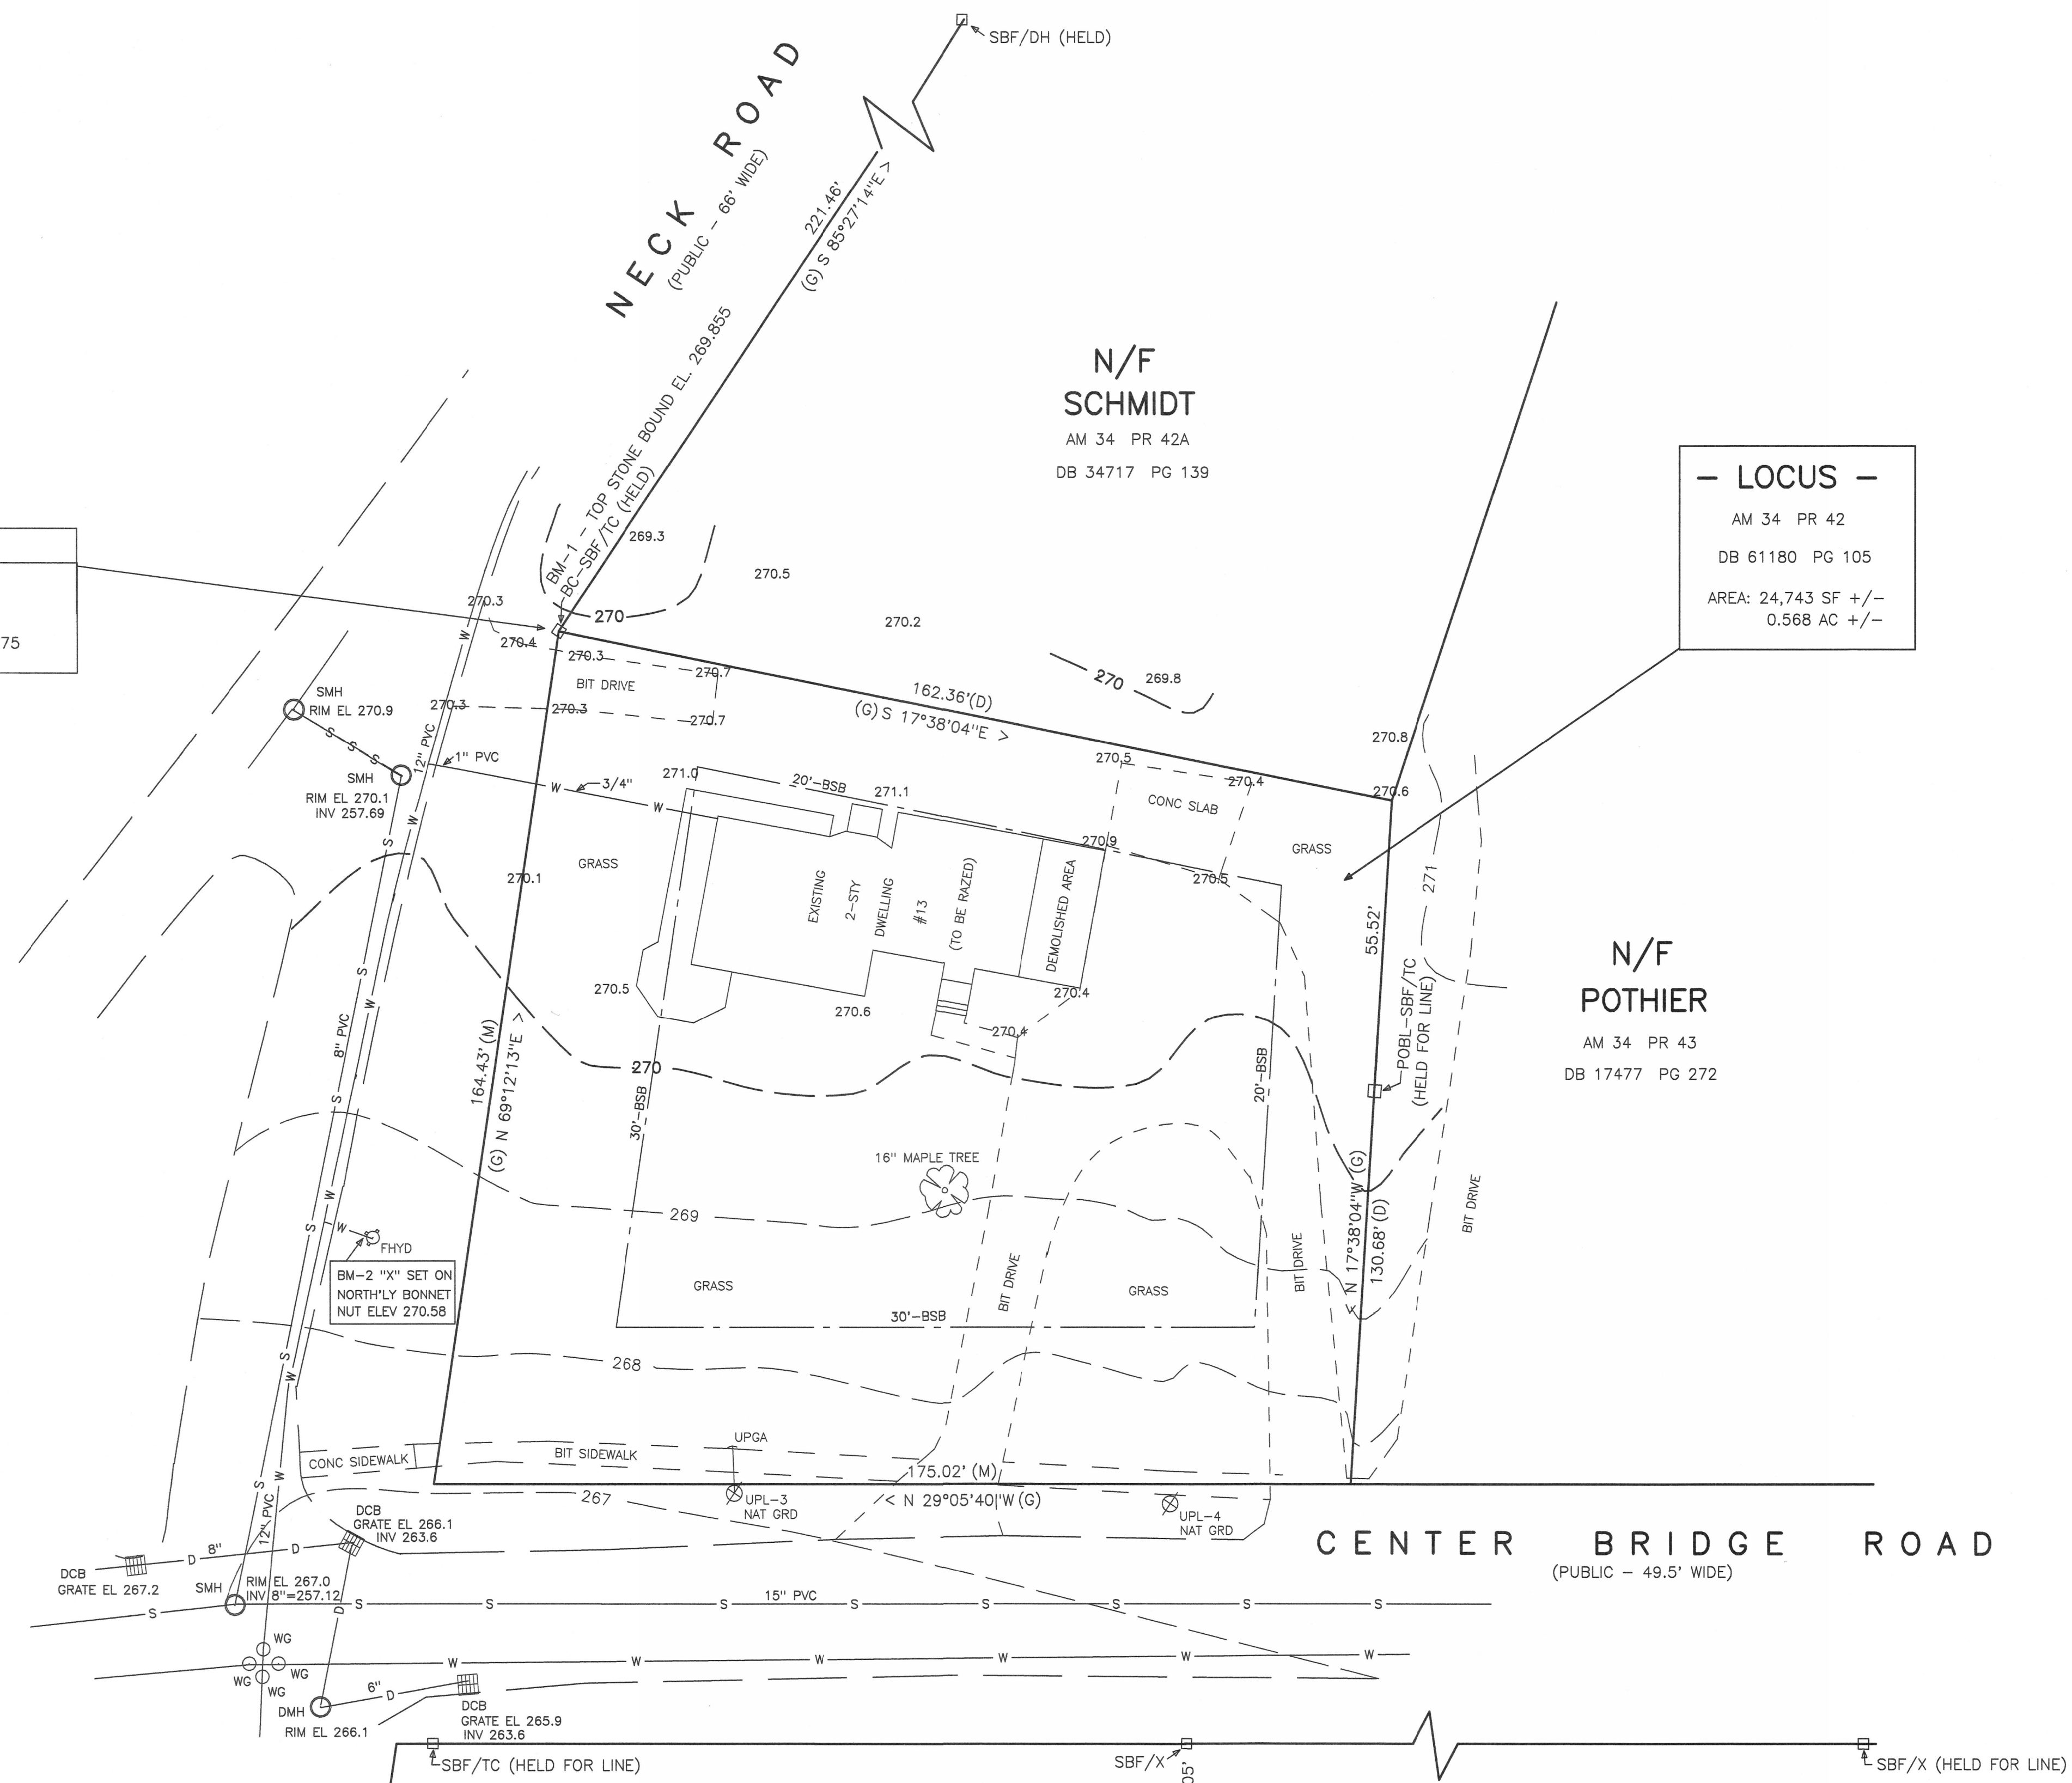 SBF/DH (HELD)
NECK ROAD
(PUBLIC – 66' WIDE)
221.46'
(G) S 85°27'14"E >
BM-1 - TOP STONE BOUND EL. 269.855
BC-SBF/TC (HELD)
N/F
SCHMIDT
AM 34 PR 42A
DB 34717 PG 139
– LOCUS –
AM 34 PR 42
DB 61180 PG 105
AREA: 24,743 SF +/-
0.568 AC +/-
75
269.3
270.5
270.3
270
270.2
270.4
270.3
270.7
BIT DRIVE
270
269.8
SMH
RIM EL 270.9
270.3
270.3
270.7
162.36'(D)
(G) S 17°38'04"E >
270.8
12" PVC
1" PVC
SMH
RIM EL 270.1
INV 257.69
W
3/4"
W
271.0
20'-BSB
271.1
270.5
270.4
270.6
CONC SLAB
GRASS
270.1
GRASS
270.9
270.5
EXISTING
2-STY
DWELLING
#13
(TO BE RAZED)
DEMOLISHED AREA
271
55.52'
N/F
POTHIER
AM 34 PR 43
DB 17477 PG 272
POBL-SBF/TC
(HELD FOR LINE)
270.5
270.6
270.4
270.4
8" PVC
164.43' (M)
(G) N 69°12'13"E >
270
30'-BSB
20'-BSB
16" MAPLE TREE
269
< N 17°38'04"W (G)
130.68' (D)
BIT DRIVE
W
FHYD
BM-2 "X" SET ON
NORTH'LY BONNET
NUT ELEV 270.58
GRASS
BIT DRIVE
GRASS
BIT DRIVE
30'-BSB
268
CONC SIDEWALK
BIT SIDEWALK
UPGA
175.02' (M)
< N 29°05'40"W (G)
267
UPL-3
NAT GRD
UPL-4
NAT GRD
12" PVC
DCB
GRATE EL 266.1
INV 263.6
CENTER BRIDGE ROAD
(PUBLIC – 49.5' WIDE)
D 8" D
DCB
GRATE EL 267.2
SMH
RIM EL 267.0
INV 8"=257.12
D
S S S S 15" PVC S S S S S
WG
WG
WG
WG
W W W W W W
DMH
RIM EL 266.1
6" D
DCB
GRATE EL 265.9
INV 263.6
SBF/TC (HELD FOR LINE)
SBF/X
05'
SBF/X (HELD FOR LINE)